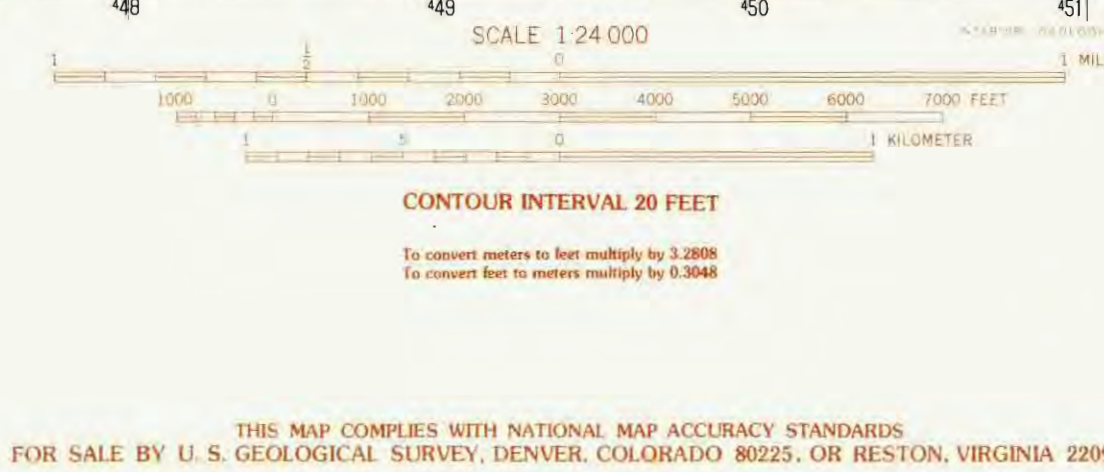 448 449 450 451
SCALE 1:24 000
1 1/2 0 1 MIL
1000 0 1000 2000 3000 4000 5000 6000 7000 FEET
1 .5 0 1 KILOMETER
CONTOUR INTERVAL 20 FEET
To convert meters to feet multiply by 3.2808
To convert feet to meters multiply by 0.3048
THIS MAP COMPLIES WITH NATIONAL MAP ACCURACY STANDARDS
FOR SALE BY U. S. GEOLOGICAL SURVEY, DENVER, COLORADO 80225, OR RESTON, VIRGINIA 2209